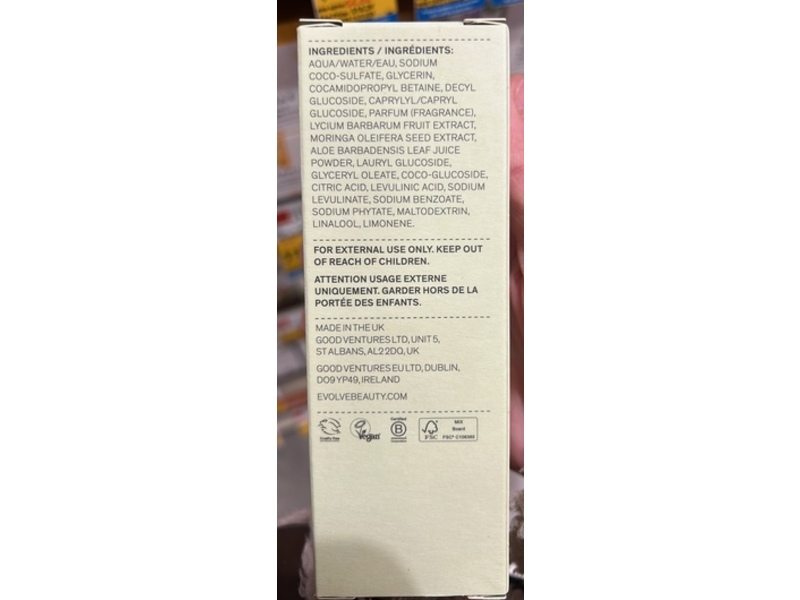 INGREDIENTS / INGRÉDIENTS:
AQUA/WATER/EAU, SODIUM
COCO-SULFATE, GLYCERIN,
COCAMIDOPROPYL BETAINE, DECYL
GLUCOSIDE, CAPRYLYL/CAPRYL
GLUCOSIDE, PARFUM (FRAGRANCE),
LYCIUM BARBARUM FRUIT EXTRACT,
MORINGA OLEIFERA SEED EXTRACT,
ALOE BARBADENSIS LEAF JUICE
POWDER, LAURYL GLUCOSIDE,
GLYCERYL OLEATE, COCO-GLUCOSIDE,
CITRIC ACID, LEVULINIC ACID, SODIUM
LEVULINATE, SODIUM BENZOATE,
SODIUM PHYTATE, MALTODEXTRIN,
LINALOOL, LIMONENE.
FOR EXTERNAL USE ONLY. KEEP OUT
OF REACH OF CHILDREN.
ATTENTION USAGE EXTERNE
UNIQUEMENT. GARDER HORS DE LA
PORTÉE DES ENFANTS.
MADE IN THE UK
GOOD VENTURES LTD, UNIT 5,
ST ALBANS, AL2 2DQ, UK
GOOD VENTURES EU LTD, DUBLIN,
D09 YP49, IRELAND
EVOLVEBEAUTY.COM
Cruelty free
Vegan
Certified
B
FSC
MIX
Board